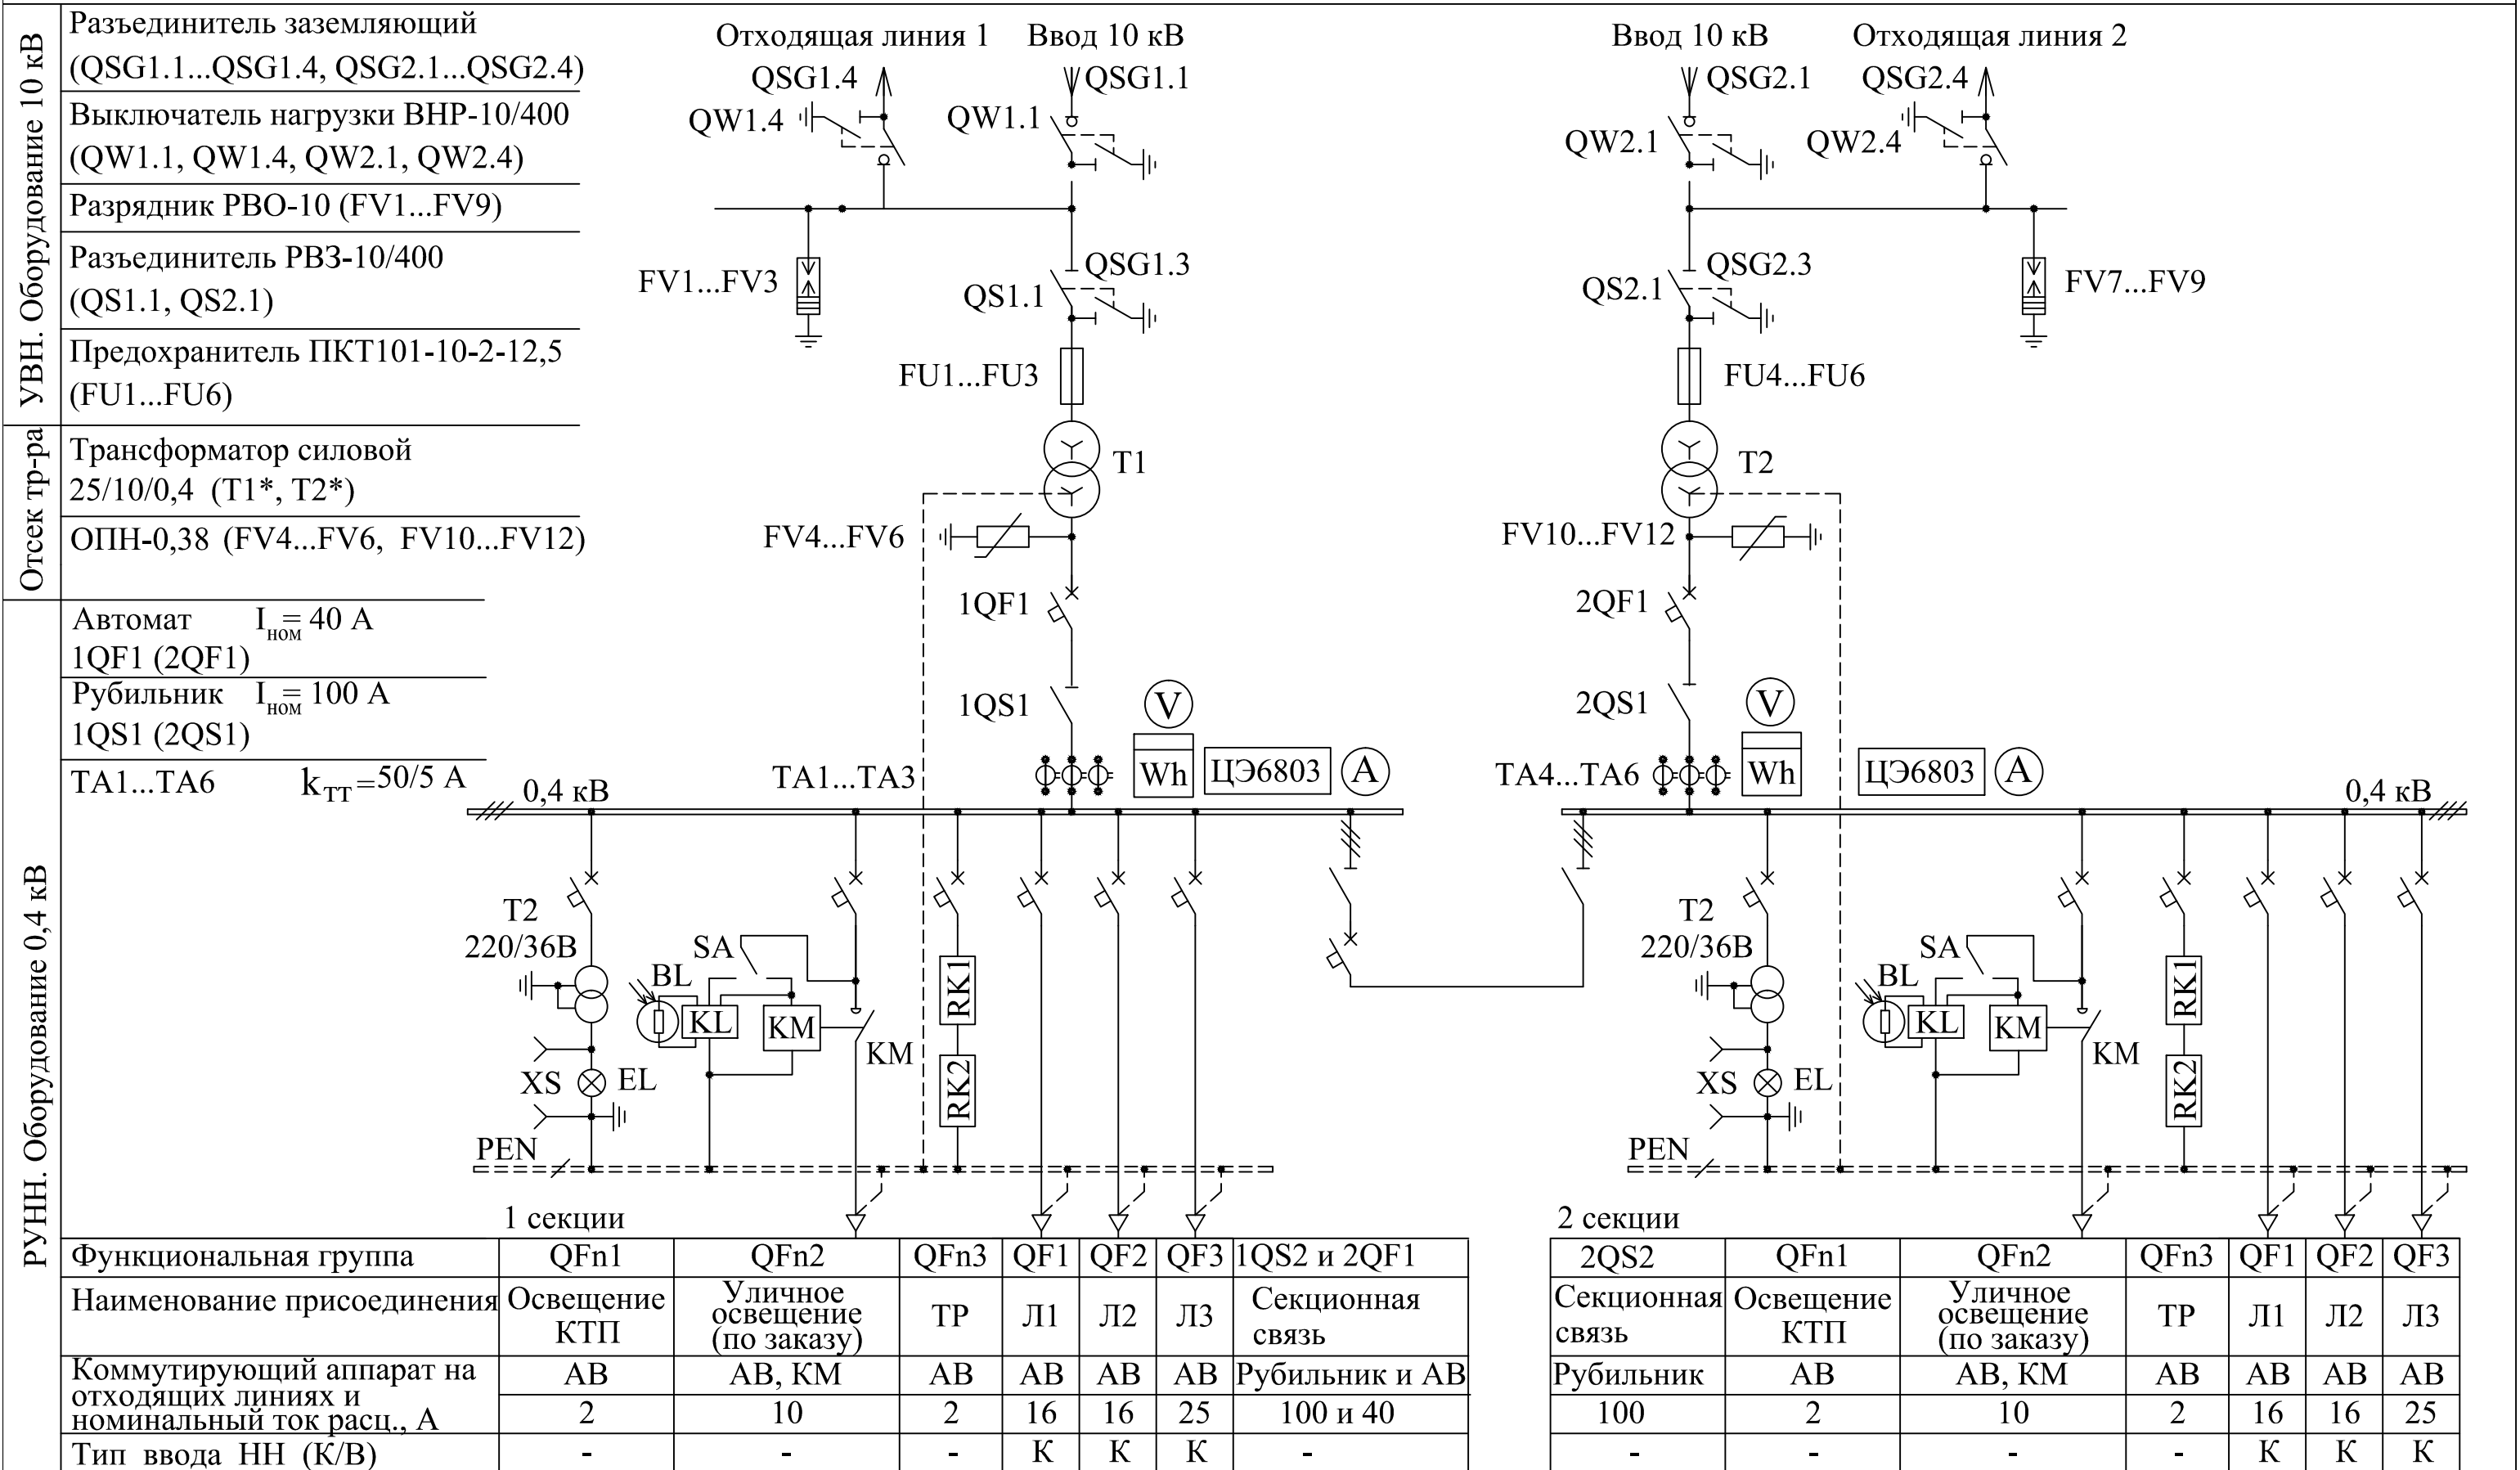 УВН. Оборудование 10 кВ
Разъединитель заземляющий
(QSG1.1...QSG1.4, QSG2.1...QSG2.4)
Выключатель нагрузки ВНР-10/400
(QW1.1, QW1.4, QW2.1, QW2.4)
Разрядник РВО-10 (FV1...FV9)
Разъединитель РВЗ-10/400
(QS1.1, QS2.1)
Предохранитель ПКТ101-10-2-12,5
(FU1...FU6)
Отсек тр-ра
Трансформатор силовой
25/10/0,4 (Т1*, Т2*)
ОПН-0,38 (FV4...FV6, FV10...FV12)
РУНН. Оборудование 0,4 кВ
Автомат Iном= 40 А
1QF1 (2QF1)
Рубильник Iном= 100 А
1QS1 (2QS1)
ТА1...ТА6 kТТ=50/5 А
Отходящая линия 1
Ввод 10 кВ
QSG1.4
QSG1.1
QW1.4
QW1.1
FV1...FV3
QSG1.3
QS1.1
FU1...FU3
Т1
FV4...FV6
1QF1
1QS1
V
Wh
ЦЭ6803
A
ТА1...ТА3
0,4 кВ
Ввод 10 кВ
Отходящая линия 2
QSG2.1
QSG2.4
QW2.1
QW2.4
QSG2.3
QS2.1
FV7...FV9
FU4...FU6
Т2
FV10...FV12
2QF1
2QS1
V
Wh
ЦЭ6803
A
ТА4...ТА6
0,4 кВ
Т2
220/36В
SA
BL
KL
KM
KM
RK1
RK2
XS
EL
PEN
1 секции
Т2
220/36В
SA
BL
KL
KM
KM
RK1
RK2
XS
EL
PEN
2 секции
Функциональная группа QFn1 QFn2 QFn3 QF1 QF2 QF3 1QS2 и 2QF1 2QS2 QFn1 QFn2 QFn3 QF1 QF2 QF3
Наименование присоединения
Освещение
КТП
Уличное
освещение
(по заказу)
ТР
Л1
Л2
Л3
Секционная
связь
Секционная
связь
Освещение
КТП
Уличное
освещение
(по заказу)
ТР
Л1
Л2
Л3
Коммутирующий аппарат на
отходящих линиях и
номинальный ток расц., А
АВ АВ, КМ АВ АВ АВ АВ Рубильник и АВ Рубильник АВ АВ, КМ АВ АВ АВ АВ
2 10 2 16 16 25 100 и 40 100 2 10 2 16 16 25
Тип ввода НН (К/В) - - - К К К - - - - - К К К